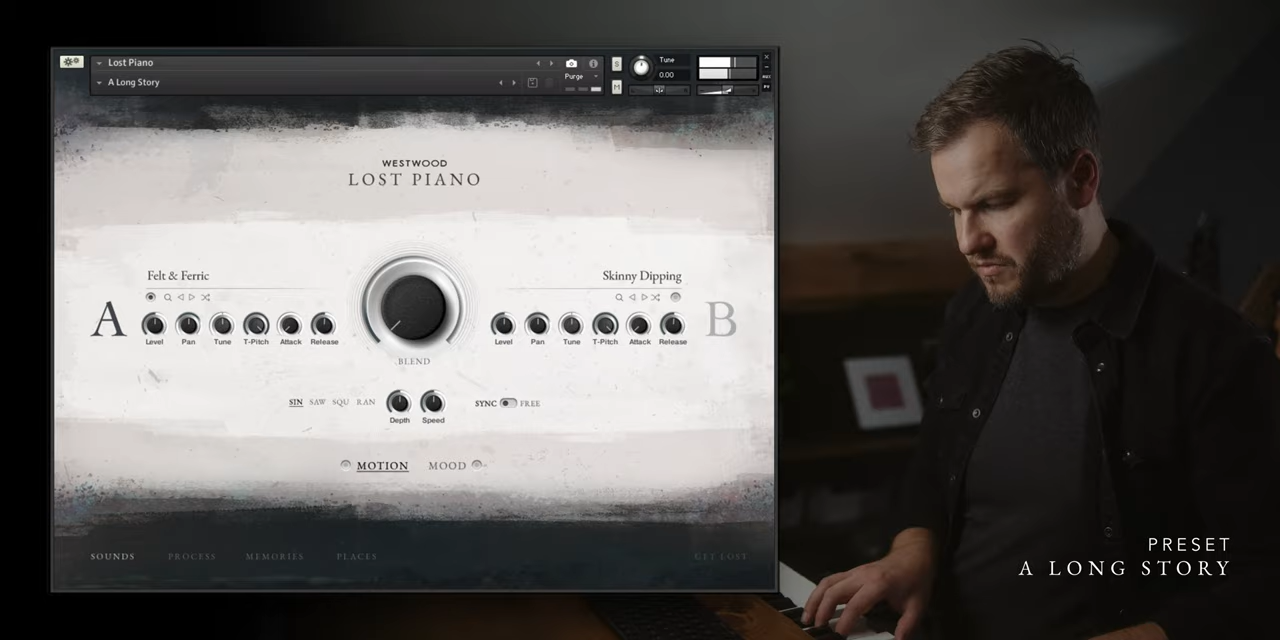 Lost Piano
A Long Story
Purge
S
M
Tune
0.00
WESTWOOD
LOST PIANO
Felt & Ferric
Skinny Dipping
A
B
Level Pan Tune T-Pitch Attack Release
Level Pan Tune T-Pitch Attack Release
BLEND
SIN SAW SQU RAN
SYNC FREE
Depth Speed
MOTION MOOD
SOUNDS PROCESS MEMORIES PLACES GET LOST
PRESET
A LONG STORY